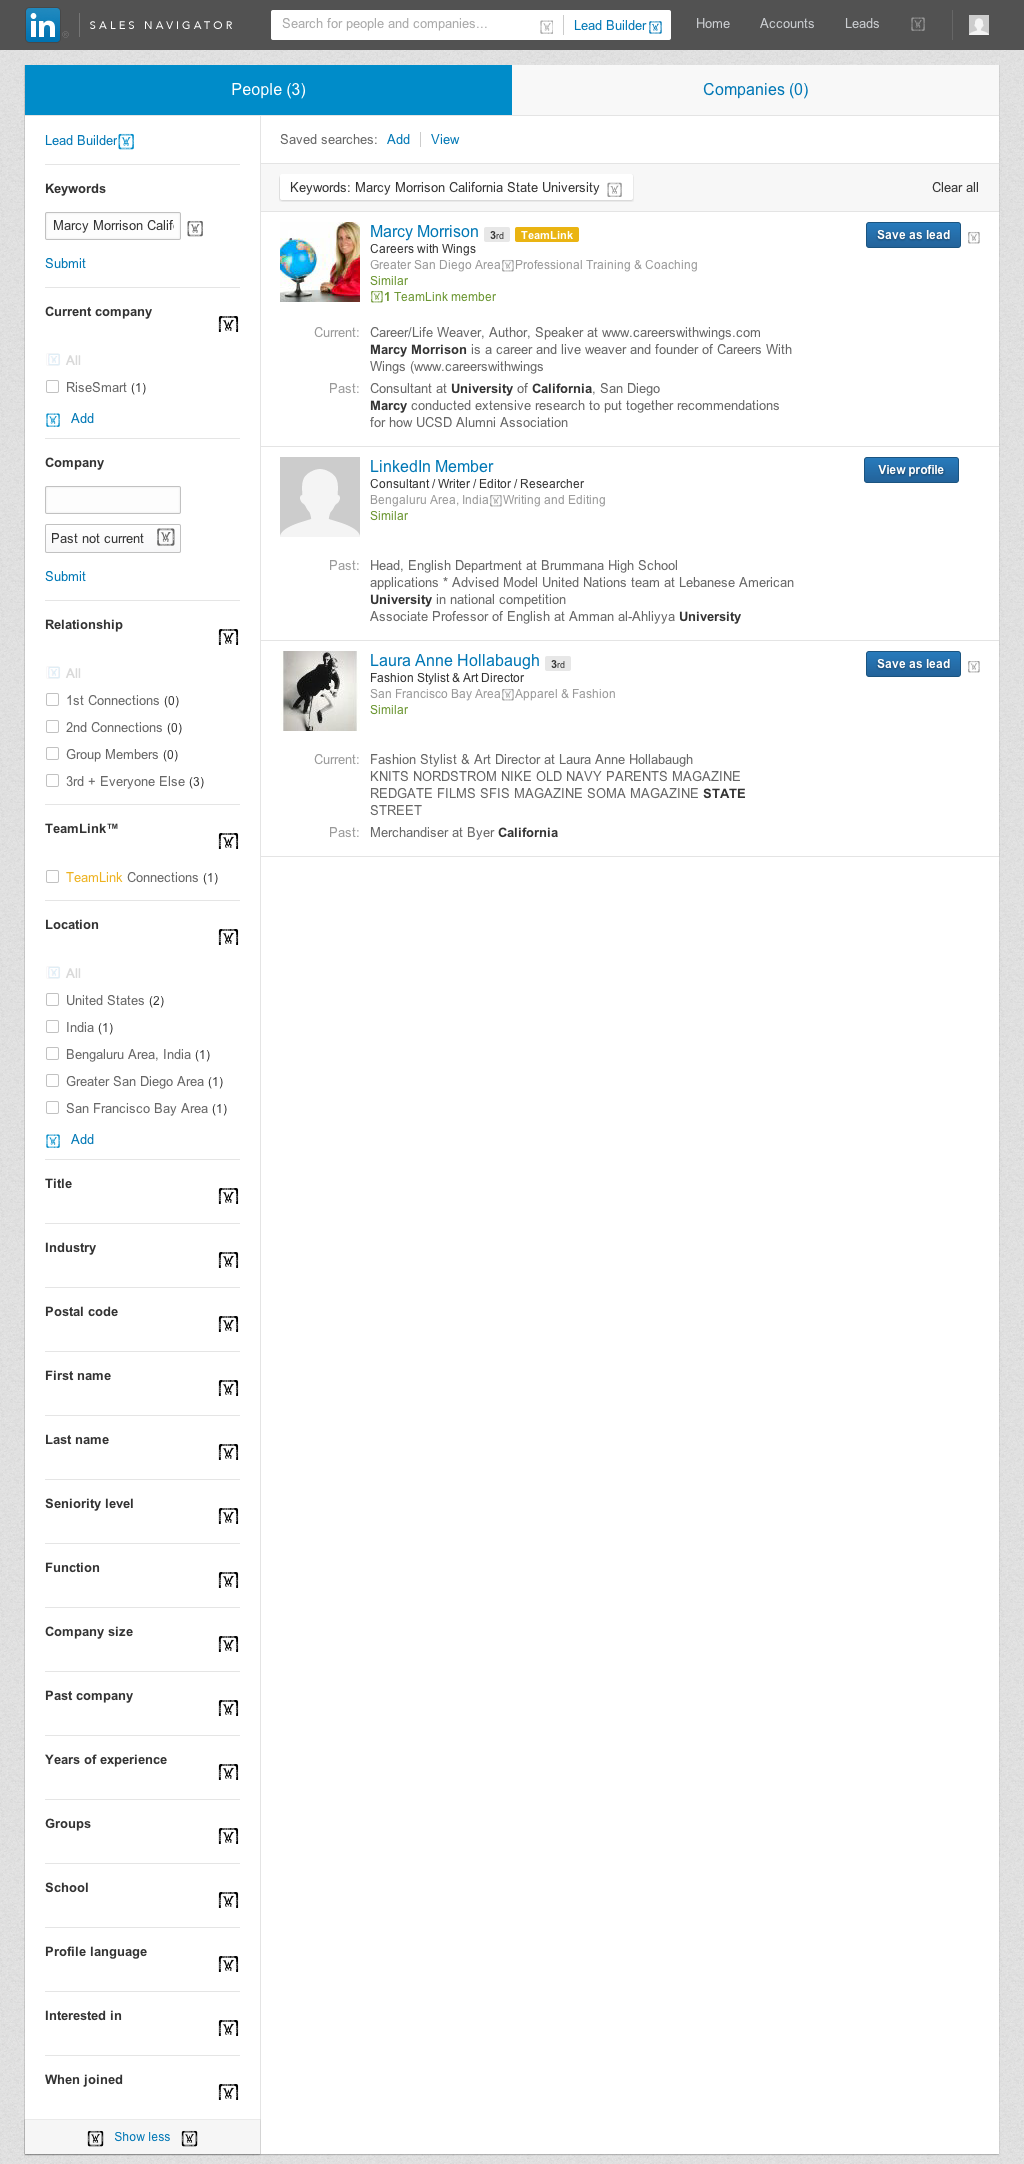 in SALES NAVIGATOR Search for people and companies... Lead Builder Home Accounts Leads
People (3) Companies (0)
Lead Builder
Keywords
Marcy Morrison Calif
Submit
Current company
All
RiseSmart (1)
Add
Company
Past not current
Submit
Relationship
All
1st Connections (0)
2nd Connections (0)
Group Members (0)
3rd + Everyone Else (3)
TeamLink™
TeamLink Connections (1)
Location
All
United States (2)
India (1)
Bengaluru Area, India (1)
Greater San Diego Area (1)
San Francisco Bay Area (1)
Add
Title
Industry
Postal code
First name
Last name
Seniority level
Function
Company size
Past company
Years of experience
Groups
School
Profile language
Interested in
When joined
Show less
Saved searches: Add View
Keywords: Marcy Morrison California State University Clear all
Marcy Morrison 3rd TeamLink Save as lead
Careers with Wings
Greater San Diego Area Professional Training & Coaching
Similar
1 TeamLink member
Current: Career/Life Weaver, Author, Speaker at www.careerswithwings.com
Marcy Morrison is a career and live weaver and founder of Careers With
Wings (www.careerswithwings
Past: Consultant at University of California, San Diego
Marcy conducted extensive research to put together recommendations
for how UCSD Alumni Association
LinkedIn Member View profile
Consultant / Writer / Editor / Researcher
Bengaluru Area, India Writing and Editing
Similar
Past: Head, English Department at Brummana High School
applications * Advised Model United Nations team at Lebanese American
University in national competition
Associate Professor of English at Amman al-Ahliyya University
Laura Anne Hollabaugh 3rd Save as lead
Fashion Stylist & Art Director
San Francisco Bay Area Apparel & Fashion
Similar
Current: Fashion Stylist & Art Director at Laura Anne Hollabaugh
KNITS NORDSTROM NIKE OLD NAVY PARENTS MAGAZINE
REDGATE FILMS SFIS MAGAZINE SOMA MAGAZINE STATE
STREET
Past: Merchandiser at Byer California